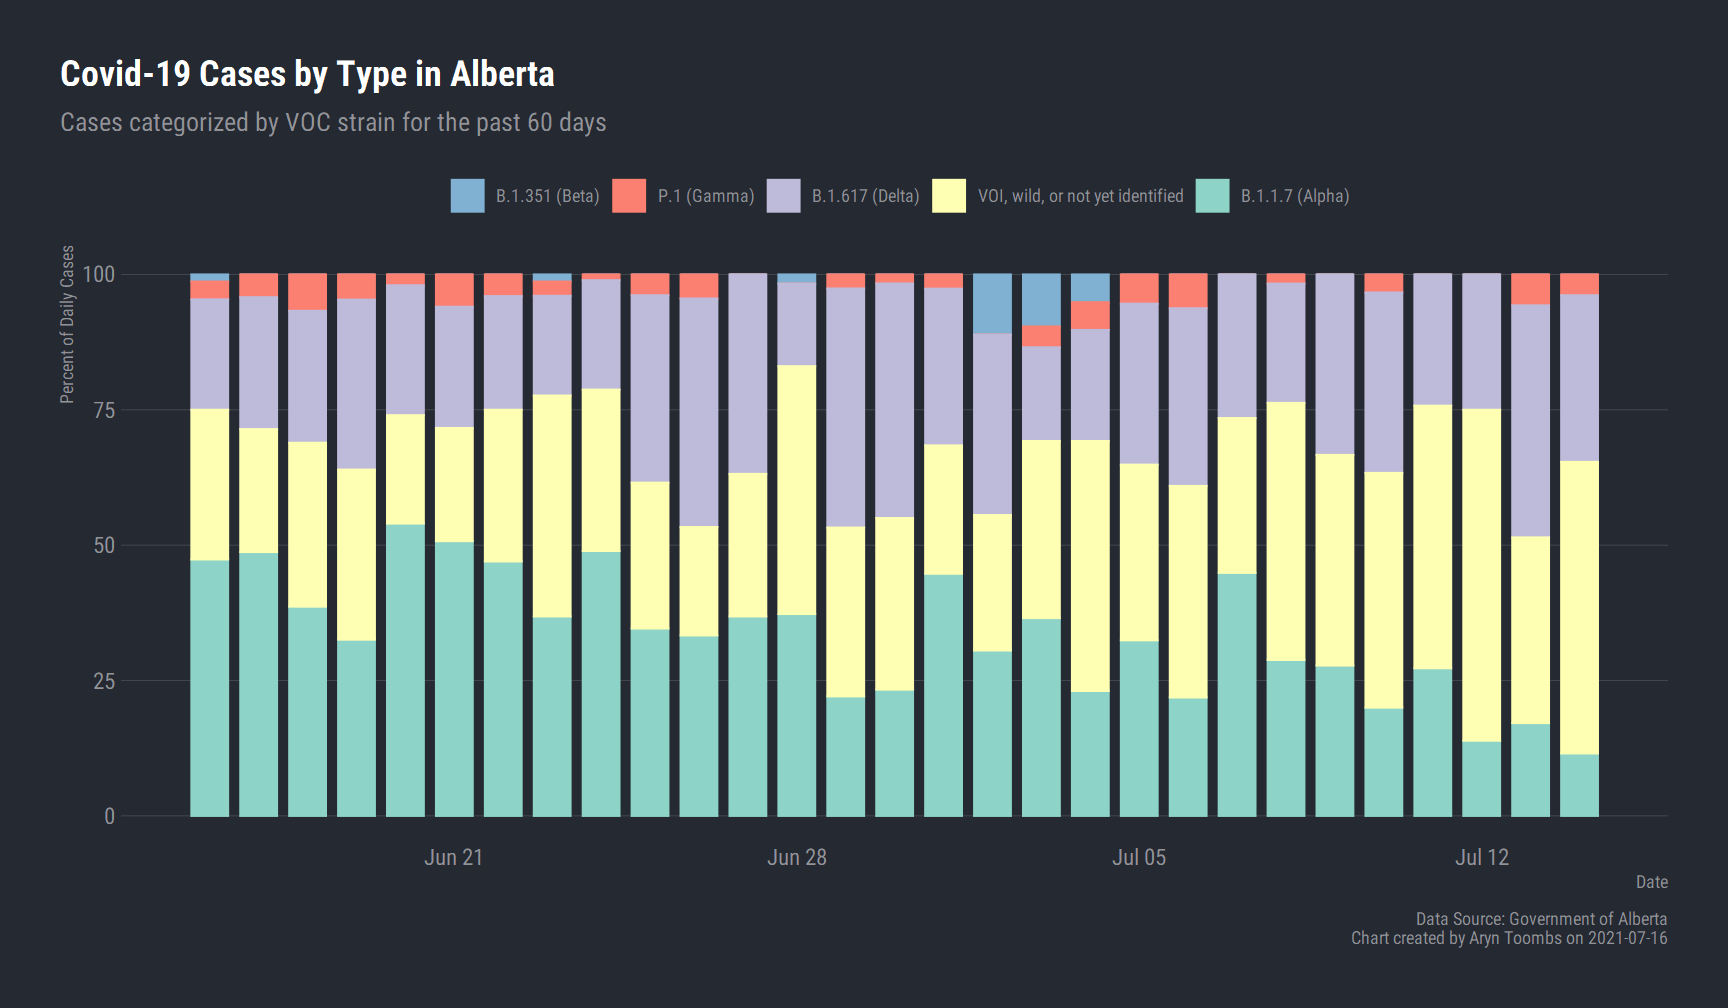 Covid-19 Cases by Type in Alberta
Cases categorized by VOC strain for the past 60 days
B.1.351 (Beta) P.1 (Gamma) B.1.617 (Delta) VOI, wild, or not yet identified B.1.1.7 (Alpha)
Percent of Daily Cases
100
75
50
25
0
Jun 21 Jun 28 Jul 05 Jul 12
Date
Data Source: Government of Alberta
Chart created by Aryn Toombs on 2021-07-16